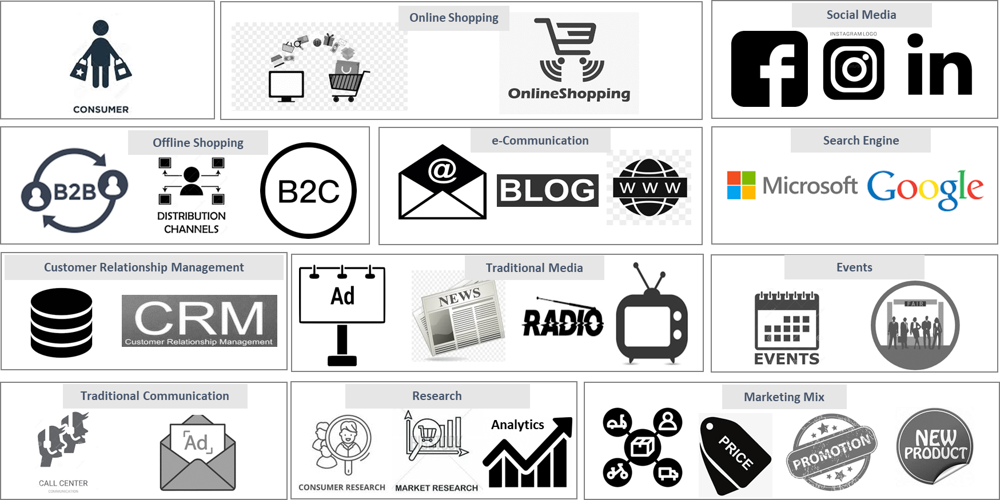 CONSUMER
Online Shopping
OnlineShopping
Social Media
INSTAGRAM LOGO
f
in
Offline Shopping
B2B
DISTRIBUTION
CHANNELS
B2C
e-Communication
@
BLOG
WWW
Search Engine
Microsoft
Google
Customer Relationship Management
CRM
Customer Relationship Management
Traditional Media
Ad
NEWS
RADIO
Events
EVENTS
FAIR
Traditional Communication
CALL CENTER
COMMUNICATION
Ad
Research
CONSUMER RESEARCH
MARKET RESEARCH
Analytics
Marketing Mix
PRICE
PROMOTION
NEW
PRODUCT